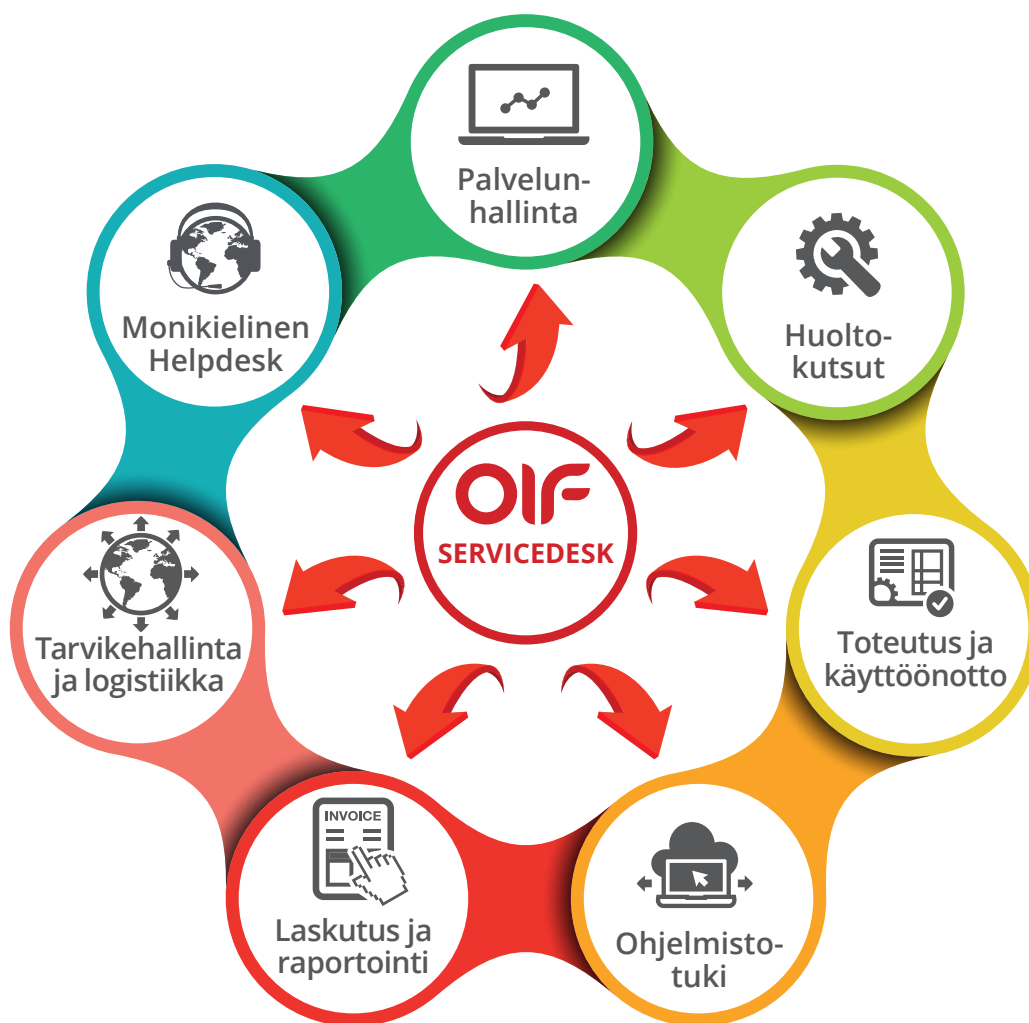 Palvelun-
hallinta
Monikielinen
Helpdesk
Huolto-
kutsut
OIF
SERVICEDESK
Tarvikehallinta
ja logistiikka
Toteutus ja
käyttöönotto
INVOICE
Laskutus ja
raportointi
Ohjelmisto-
tuki